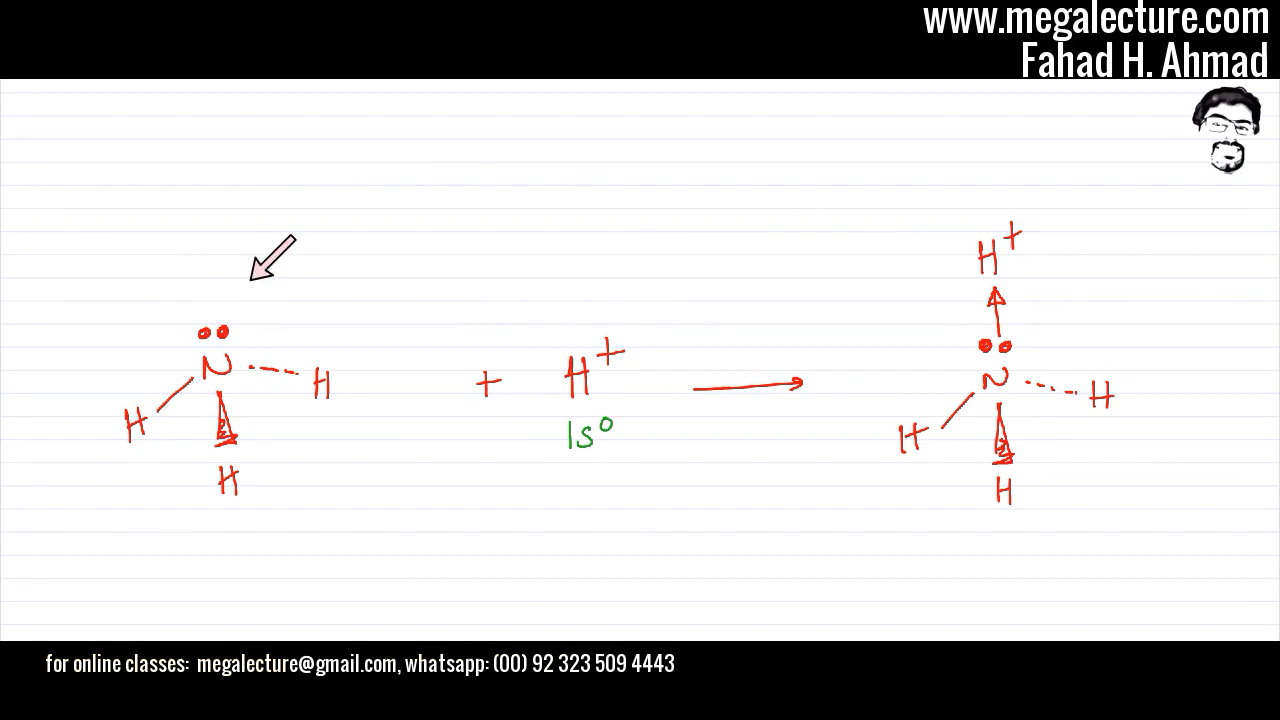 www.megalecture.com
Fahad H. Ahmad
H+
N H + H+ N H
H 1s⁰ H
H H
for online classes: megalecture@gmail.com, whatsapp: (00) 92 323 509 4443